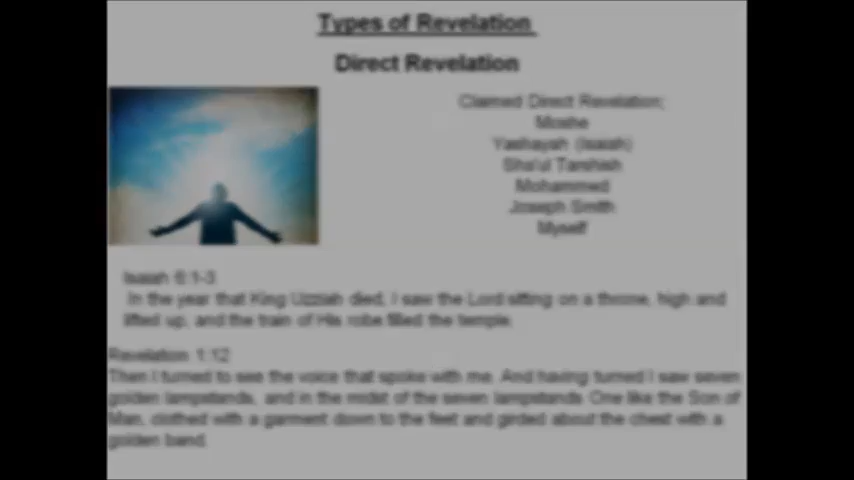 Types of Revelation
Direct Revelation
Claimed Direct Revelation;
Moshe
Yashayah (Isaiah)
Sha'ul Tarshish
Mohammed
Joseph Smith
Myself
Isaiah 6:1-3
In the year that King Uzziah died, I saw the Lord sitting on a throne, high and
lifted up, and the train of His robe filled the temple.
Revelation 1:12
Then I turned to see the voice that spoke with me. And having turned I saw seven
golden lampstands, and in the midst of the seven lampstands One like the Son of
Man, clothed with a garment down to the feet and girded about the chest with a
golden band.